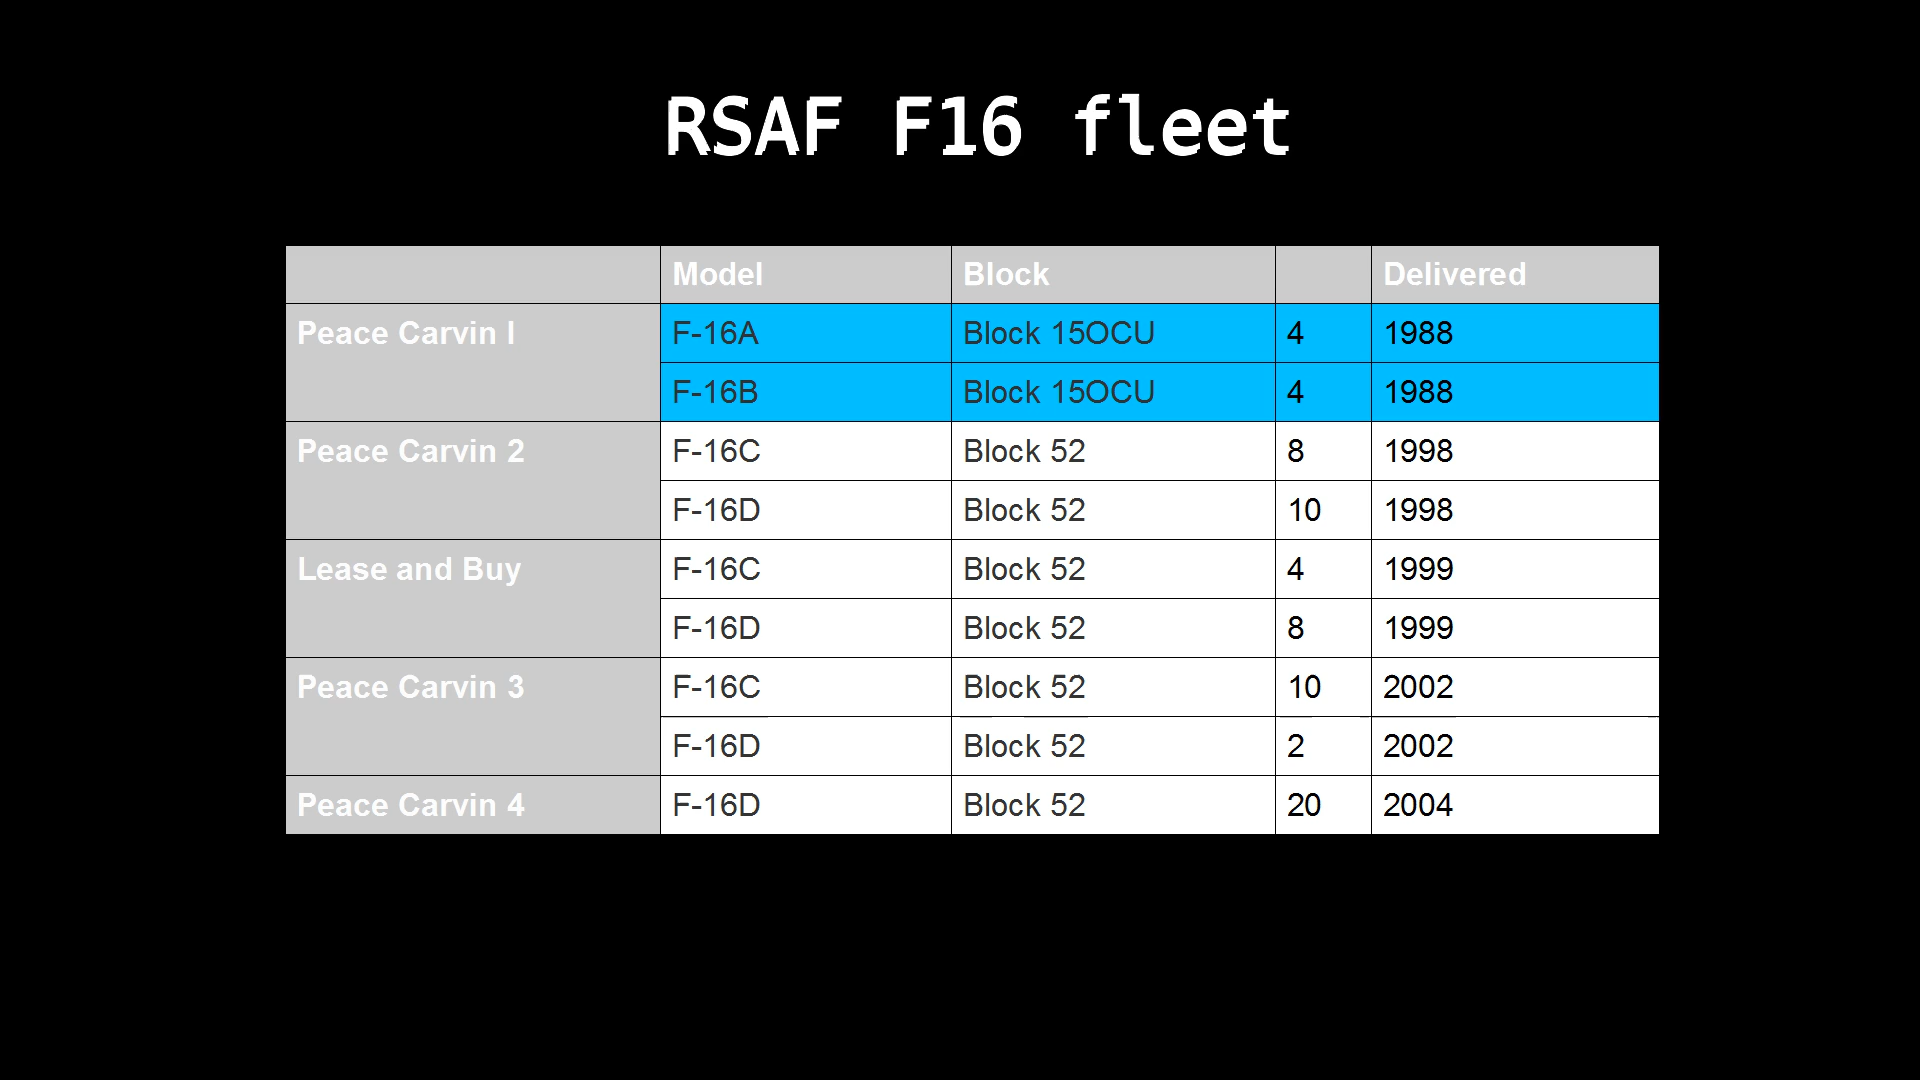 RSAF F16 fleet
Model Block Delivered
Peace Carvin I F-16A Block 15OCU 4 1988
F-16B Block 15OCU 4 1988
Peace Carvin 2 F-16C Block 52 8 1998
F-16D Block 52 10 1998
Lease and Buy F-16C Block 52 4 1999
F-16D Block 52 8 1999
Peace Carvin 3 F-16C Block 52 10 2002
F-16D Block 52 2 2002
Peace Carvin 4 F-16D Block 52 20 2004